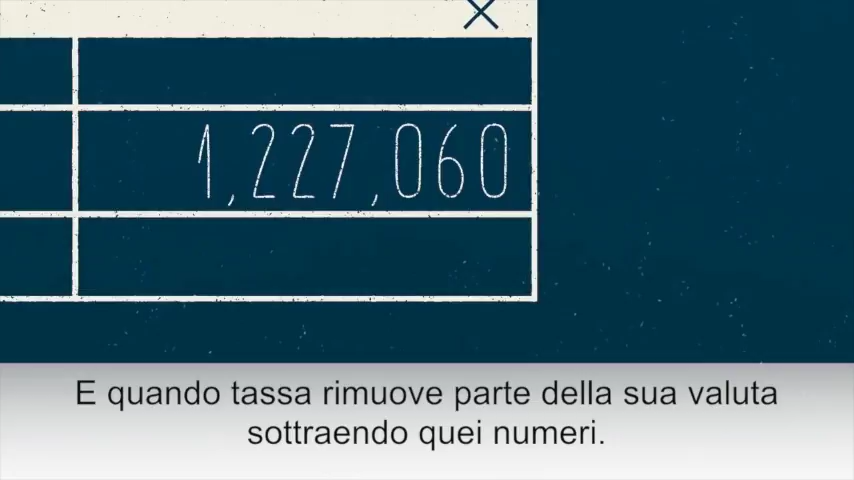 1,227,060
E quando tassa rimuove parte della sua valuta
sottraendo quei numeri.